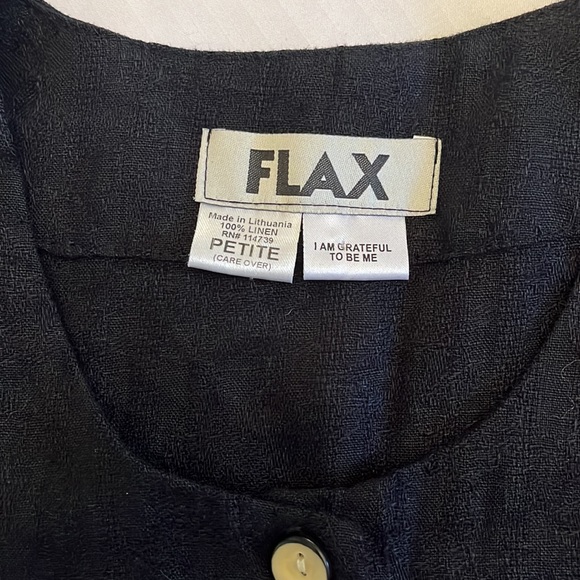 FLAX
Made in Lithuania
100% LINEN
RN# 114739
PETITE
(CARE OVER)
I AM GRATEFUL
TO BE ME